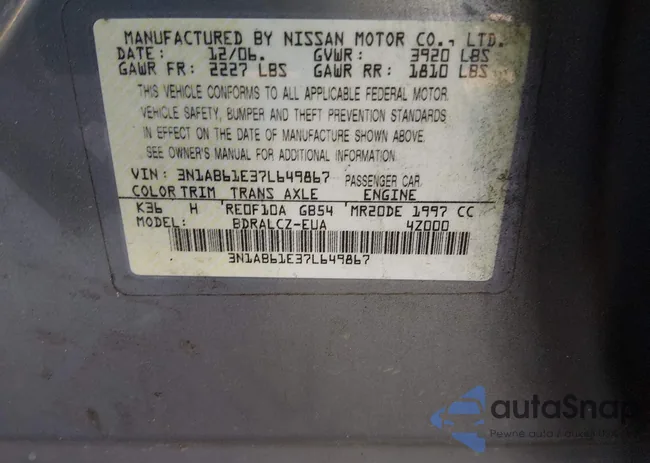 MANUFACTURED BY NISSAN MOTOR CO., LTD.
DATE: 12/06. GVWR: 3920 LBS
GAWR FR: 2227 LBS GAWR RR: 1810 LBS
THIS VEHICLE CONFORMS TO ALL APPLICABLE FEDERAL MOTOR
VEHICLE SAFETY, BUMPER AND THEFT PREVENTION STANDARDS
IN EFFECT ON THE DATE OF MANUFACTURE SHOWN ABOVE.
SEE OWNER'S MANUAL FOR ADDITIONAL INFORMATION.
VIN: 3N1AB61E37L649867 PASSENGER CAR
COLOR TRIM TRANS AXLE ENGINE
K36 H RE0F10A GB54 MR20DE 1997 CC
BDRALCZ-EUA 4Z000
3N1AB61E37L649867
autaSnap